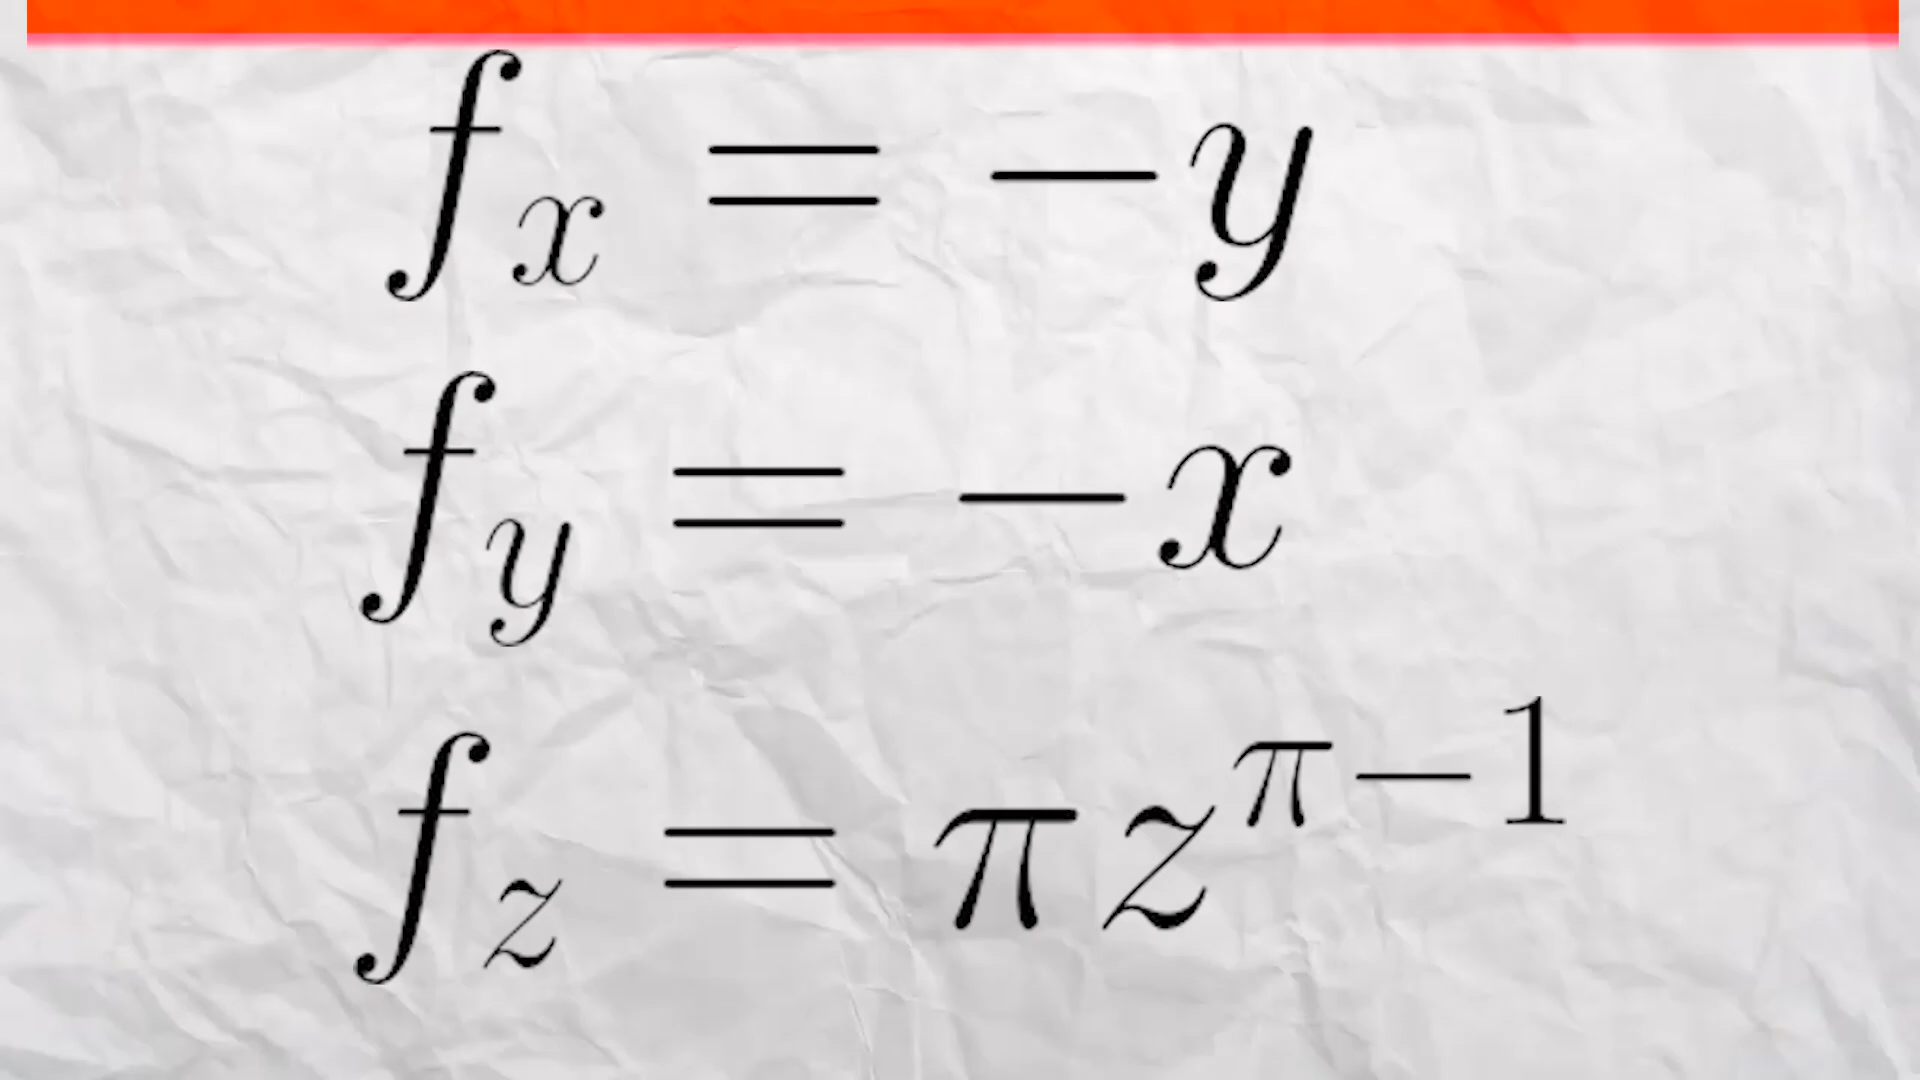 f_x = -y
f_y = -x
f_z = πz^{π-1}